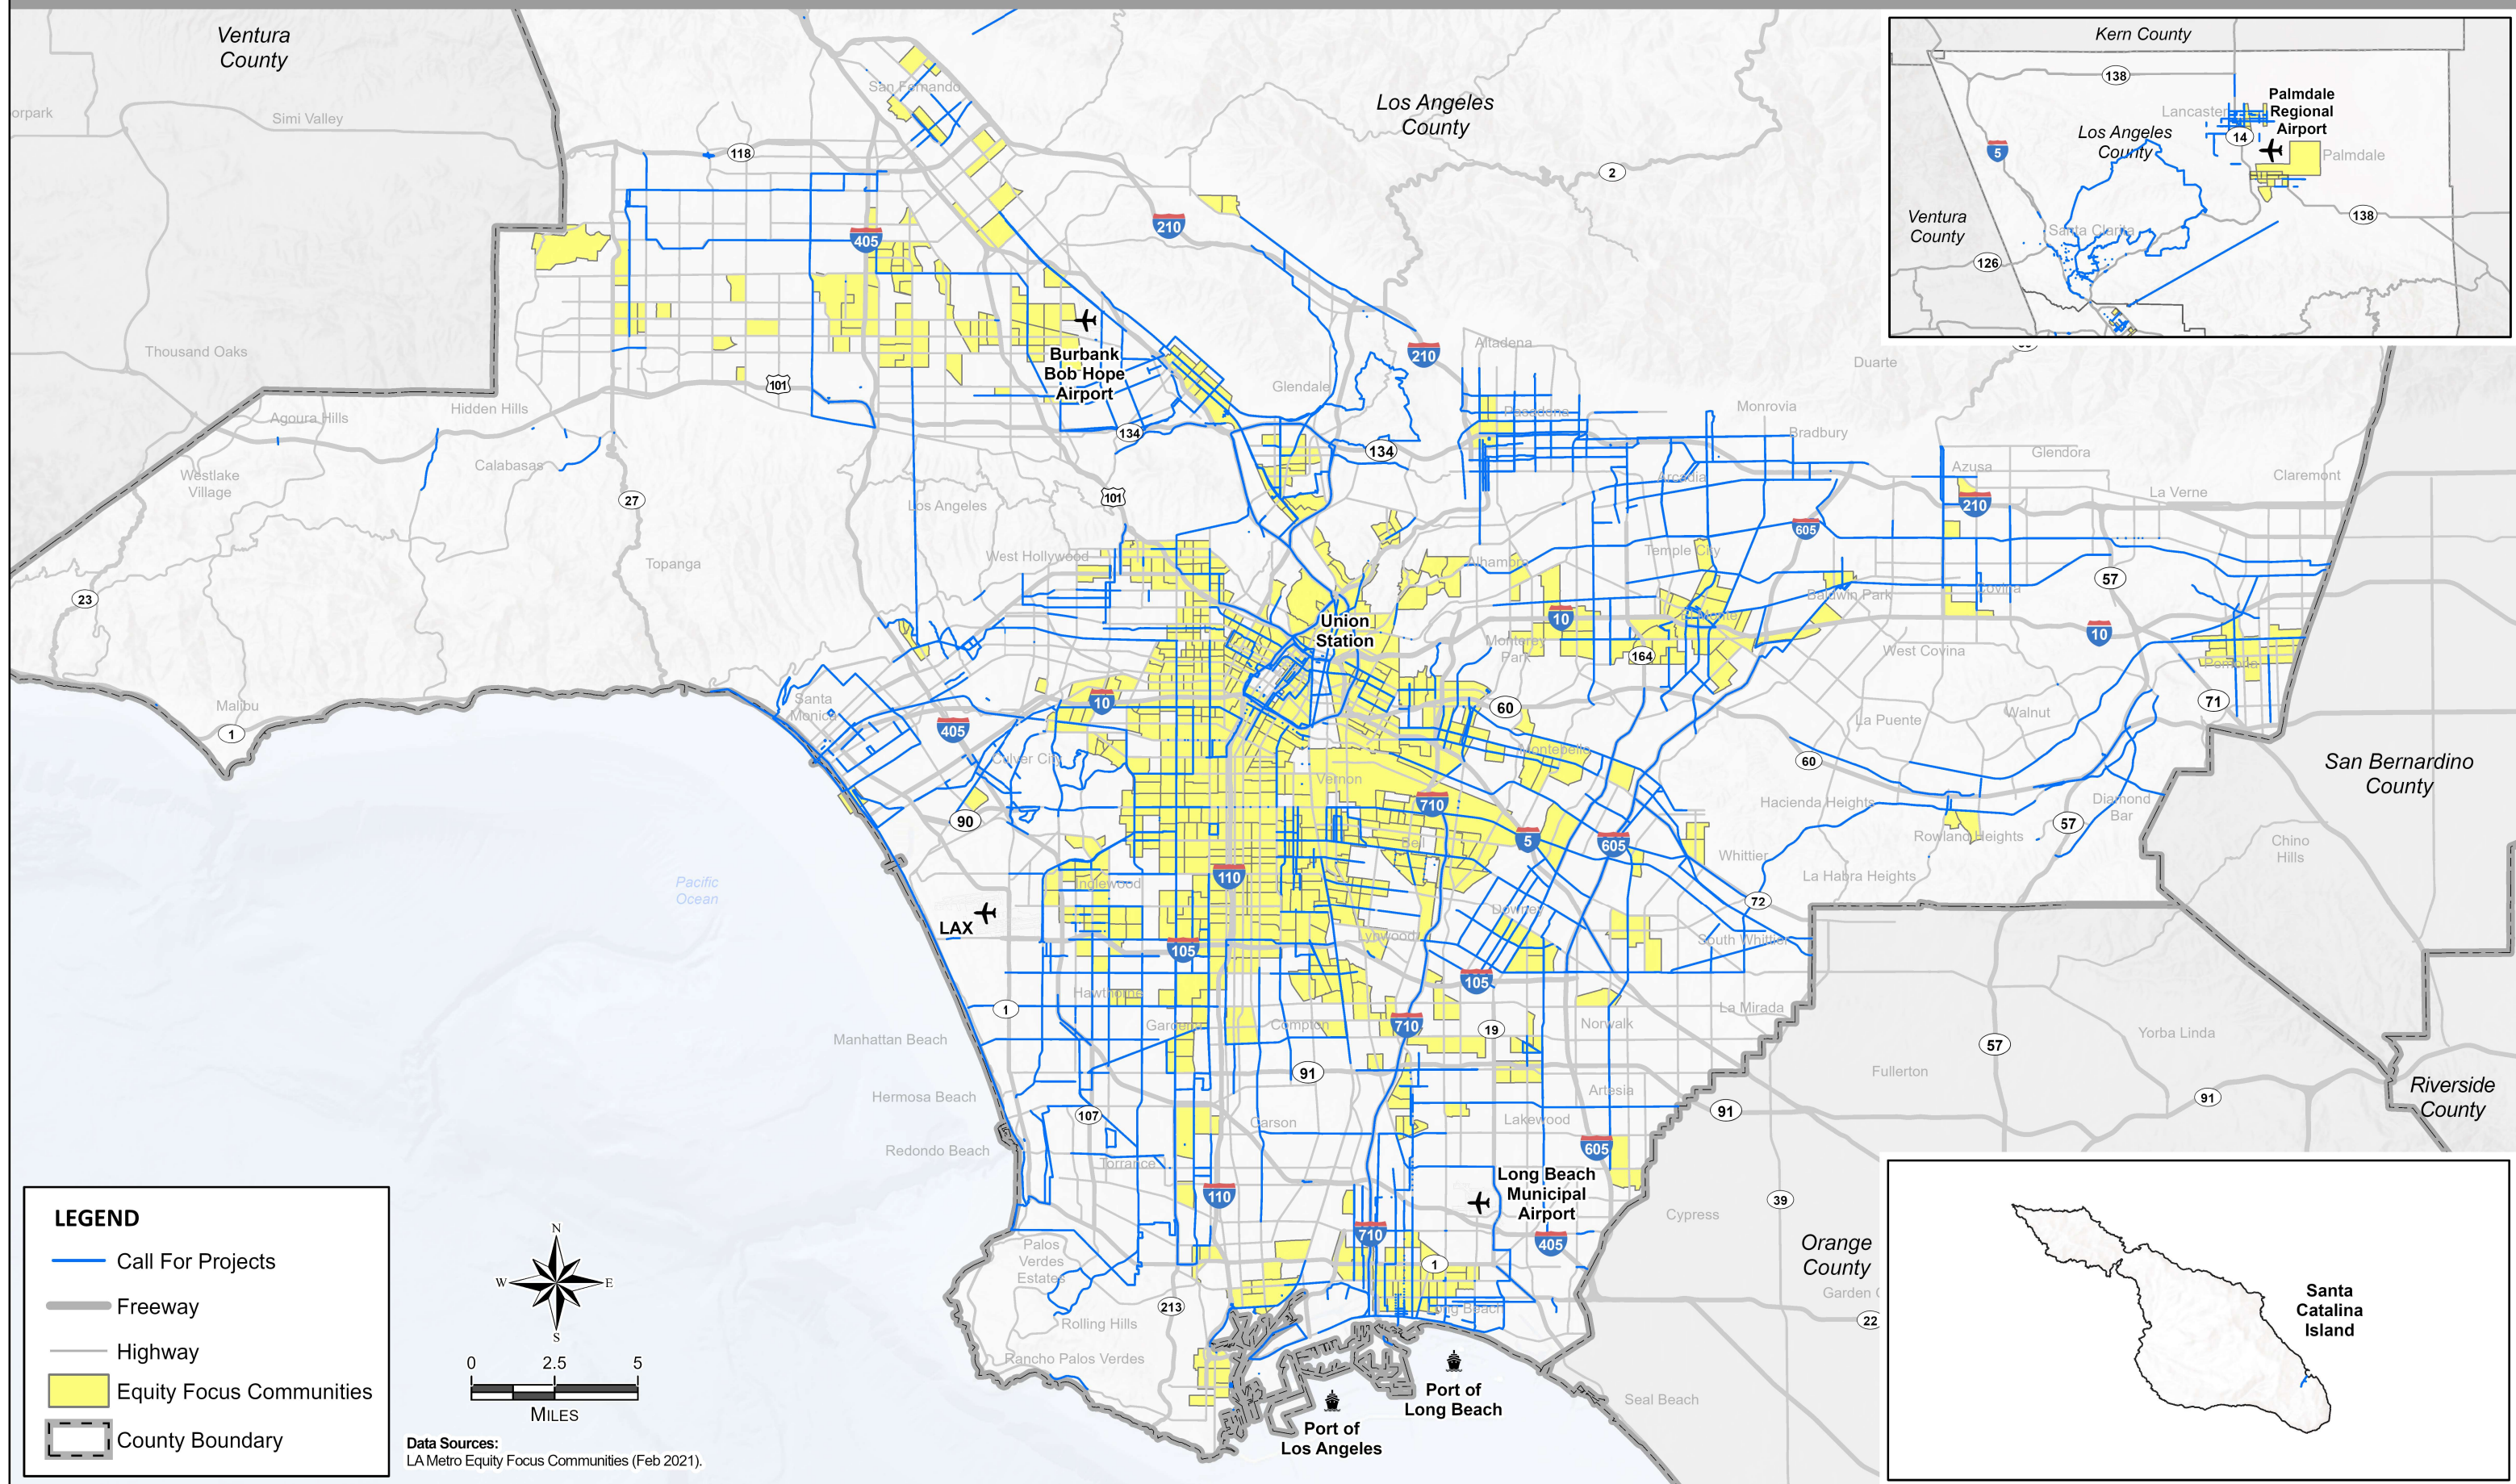 Ventura
County
Los Angeles
County
San Fernando
orpark
Simi Valley
118
2
405
210
Kern County
138
Palmdale
Regional
Airport
Lancaster
14
Los Angeles
County
5
Palmdale
Ventura
County
138
Santa Clarita
126
Thousand Oaks
Burbank
Bob Hope
Airport
210
Altadena
Duarte
101
Glendale
Hidden Hills
Agoura Hills
Pasadena
Monrovia
134
134
Bradbury
Calabasas
Westlake
Village
Arcadia
Azusa
Glendora
Claremont
27
101
Los Angeles
210
La Verne
605
West Hollywood
Topanga
Alhambra
Temple City
57
23
Baldwin Park
Covina
Union
Station
10
El Monte
10
Monterey
Park
164
West Covina
Pomona
Santa
Monica
10
60
71
Malibu
1
405
La Puente
Walnut
Culver City
Montebello
60
San Bernardino
County
Vernon
710
Hacienda Heights
Diamond
Bar
90
57
Rowland Heights
Bell
5
605
Whittier
Chino
Hills
110
Inglewood
La Habra Heights
Pacific
Ocean
72
LAX
Downey
Lynwood
South Whittier
105
105
Hawthorne
1
La Mirada
Gardena
Compton
710
19
Norwalk
Manhattan Beach
57
Yorba Linda
91
Fullerton
Hermosa Beach
Artesia
Riverside
County
107
91
91
Carson
Lakewood
Redondo Beach
605
Torrance
Long Beach
Municipal
Airport
110
39
Cypress
710
405
Palos
Verdes
Estates
1
Orange
County
Garden G
213
Long Beach
22
Rolling Hills
Rancho Palos Verdes
Port of
Long Beach
Seal Beach
Port of
Los Angeles
Santa
Catalina
Island
LEGEND
Call For Projects
Freeway
Highway
Equity Focus Communities
County Boundary
N
W E
S
0 2.5 5
MILES
Data Sources:
LA Metro Equity Focus Communities (Feb 2021).